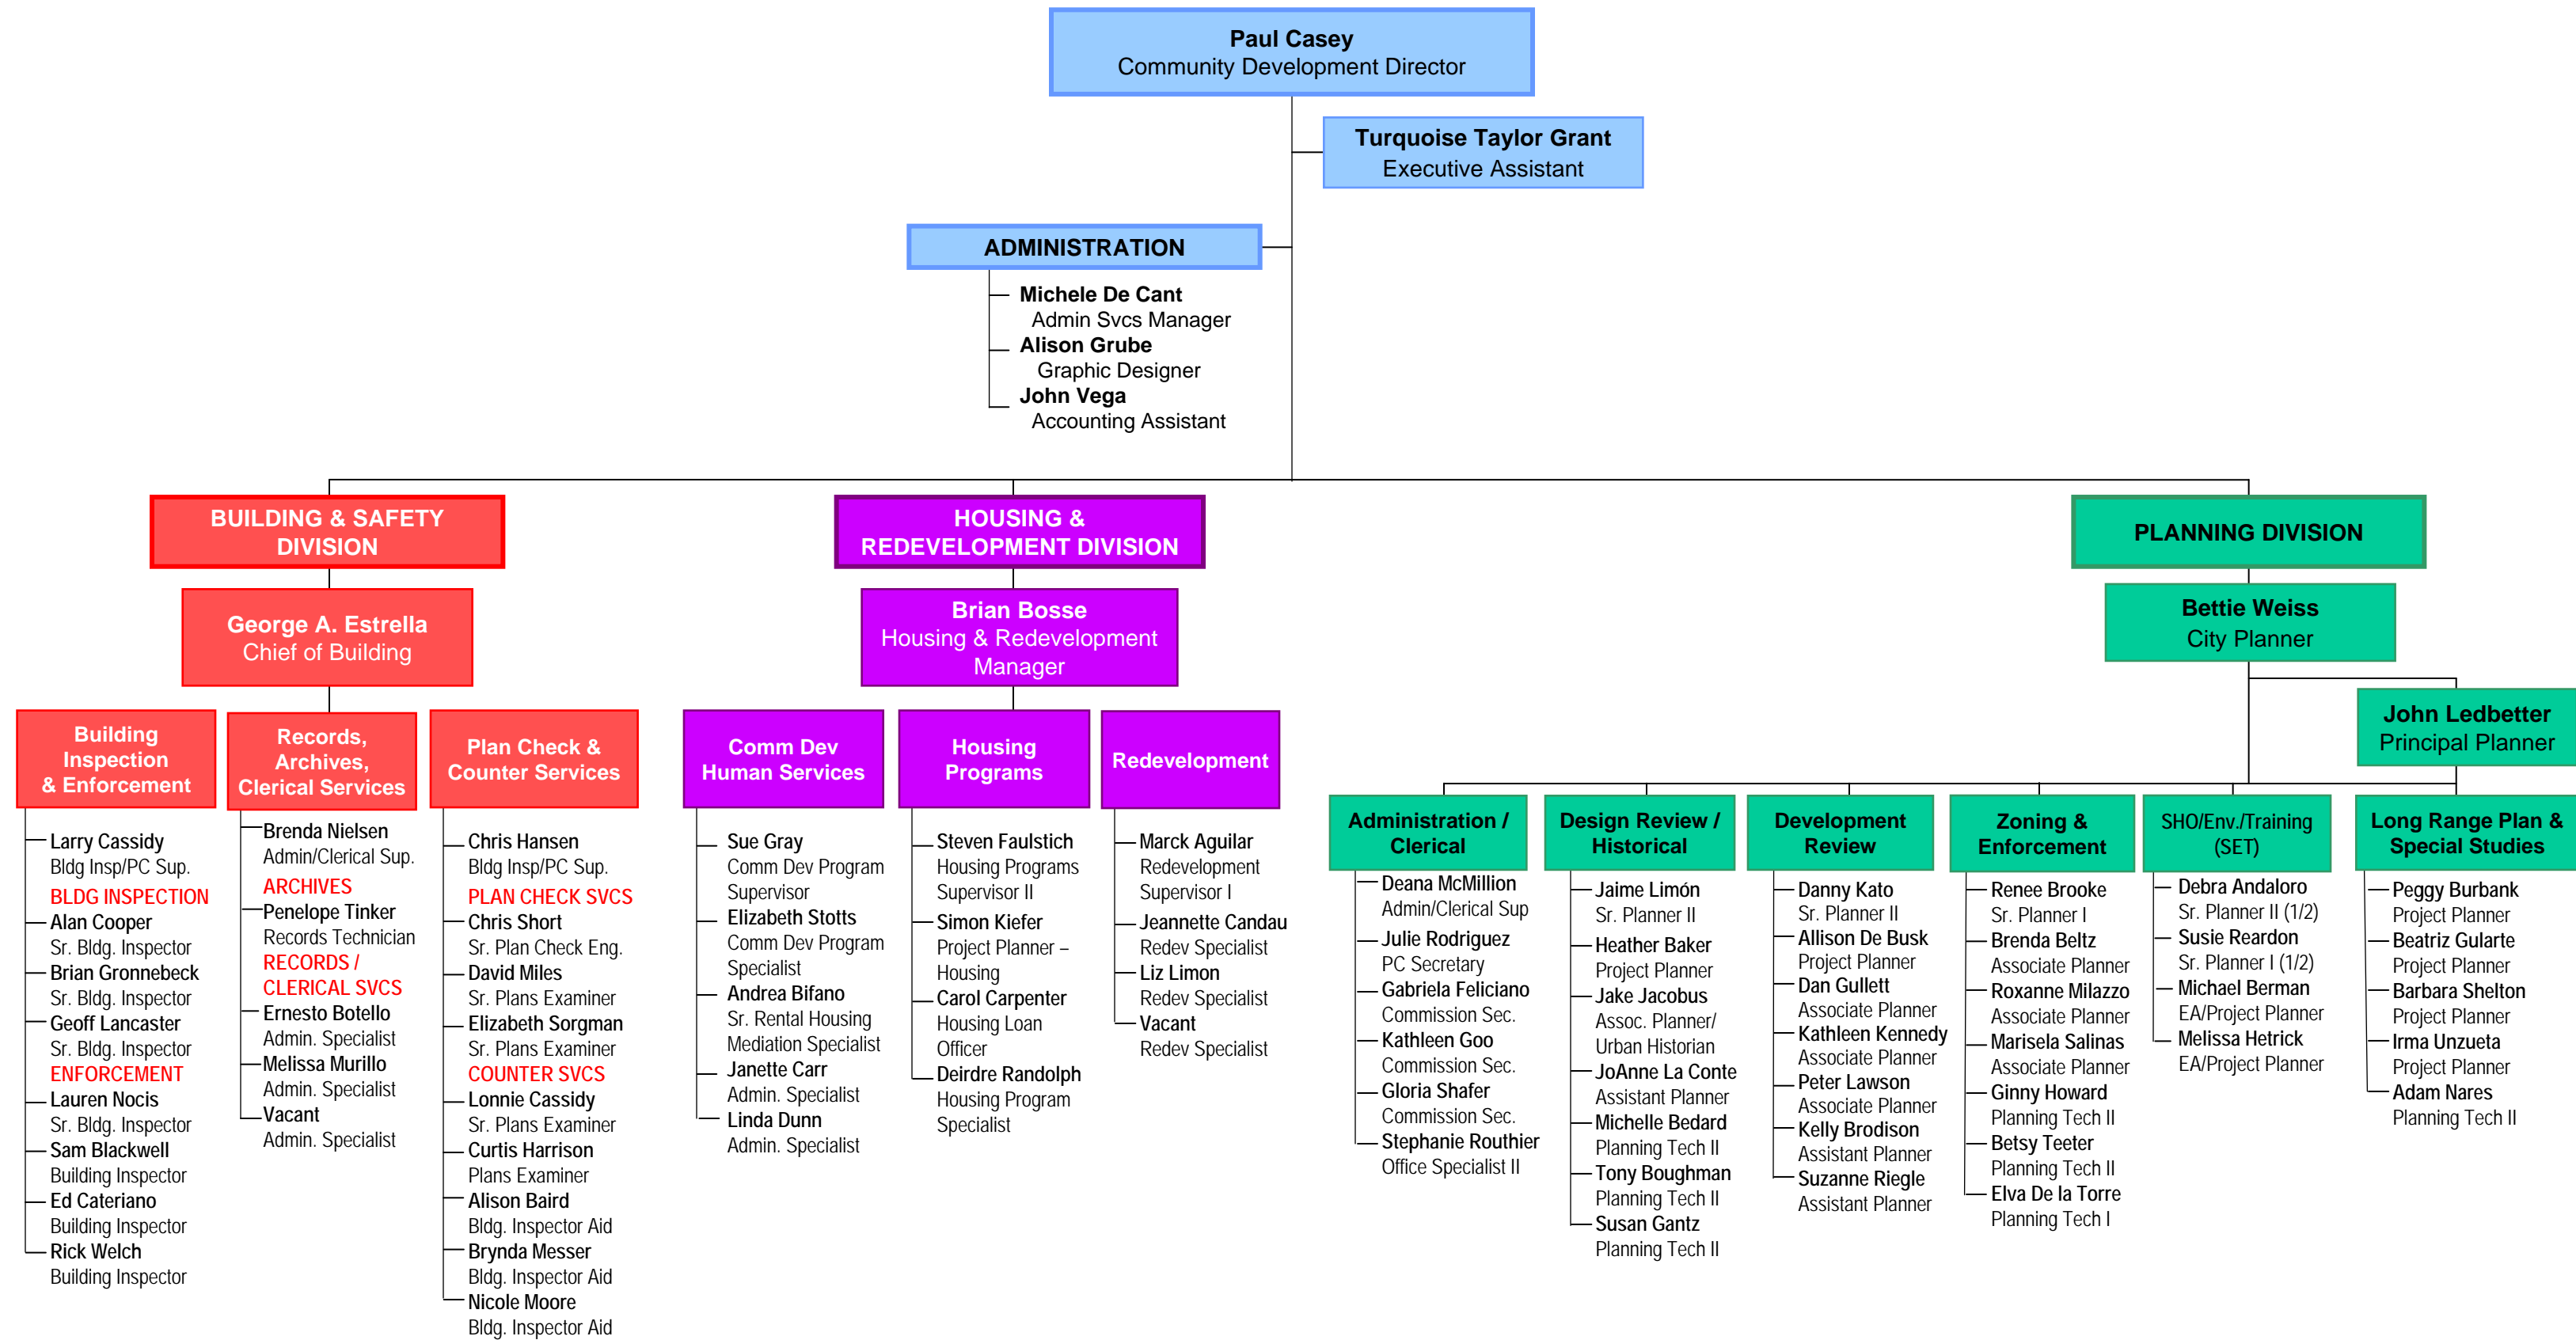 Paul Casey
Community Development Director
Turquoise Taylor Grant
Executive Assistant
ADMINISTRATION
Michele De Cant
Admin Svcs Manager
Alison Grube
Graphic Designer
John Vega
Accounting Assistant
BUILDING & SAFETY
DIVISION
George A. Estrella
Chief of Building
Building
Inspection
& Enforcement
Larry Cassidy
Bldg Insp/PC Sup.
BLDG INSPECTION
Alan Cooper
Sr. Bldg. Inspector
Brian Gronnebeck
Sr. Bldg. Inspector
Geoff Lancaster
Sr. Bldg. Inspector
ENFORCEMENT
Lauren Nocis
Sr. Bldg. Inspector
Sam Blackwell
Building Inspector
Ed Cateriano
Building Inspector
Rick Welch
Building Inspector
Records,
Archives,
Clerical Services
Brenda Nielsen
Admin/Clerical Sup.
ARCHIVES
Penelope Tinker
Records Technician
RECORDS /
CLERICAL SVCS
Ernesto Botello
Admin. Specialist
Melissa Murillo
Admin. Specialist
Vacant
Admin. Specialist
Plan Check &
Counter Services
Chris Hansen
Bldg Insp/PC Sup.
PLAN CHECK SVCS
Chris Short
Sr. Plan Check Eng.
David Miles
Sr. Plans Examiner
Elizabeth Sorgman
Sr. Plans Examiner
COUNTER SVCS
Lonnie Cassidy
Sr. Plans Examiner
Curtis Harrison
Plans Examiner
Alison Baird
Bldg. Inspector Aid
Brynda Messer
Bldg. Inspector Aid
Nicole Moore
Bldg. Inspector Aid
HOUSING &
REDEVELOPMENT DIVISION
Brian Bosse
Housing & Redevelopment
Manager
Comm Dev
Human Services
Sue Gray
Comm Dev Program
Supervisor
Elizabeth Stotts
Comm Dev Program
Specialist
Andrea Bifano
Sr. Rental Housing
Mediation Specialist
Janette Carr
Admin. Specialist
Linda Dunn
Admin. Specialist
Housing
Programs
Steven Faulstich
Housing Programs
Supervisor II
Simon Kiefer
Project Planner –
Housing
Carol Carpenter
Housing Loan
Officer
Deirdre Randolph
Housing Program
Specialist
Redevelopment
Marck Aguilar
Redevelopment
Supervisor I
Jeannette Candau
Redev Specialist
Liz Limon
Redev Specialist
Vacant
Redev Specialist
PLANNING DIVISION
Bettie Weiss
City Planner
John Ledbetter
Principal Planner
Administration /
Clerical
Deana McMillion
Admin/Clerical Sup
Julie Rodriguez
PC Secretary
Gabriela Feliciano
Commission Sec.
Kathleen Goo
Commission Sec.
Gloria Shafer
Commission Sec.
Stephanie Routhier
Office Specialist II
Design Review /
Historical
Jaime Limón
Sr. Planner II
Heather Baker
Project Planner
Jake Jacobus
Assoc. Planner/
Urban Historian
JoAnne La Conte
Assistant Planner
Michelle Bedard
Planning Tech II
Tony Boughman
Planning Tech II
Susan Gantz
Planning Tech II
Development
Review
Danny Kato
Sr. Planner II
Allison De Busk
Project Planner
Dan Gullett
Associate Planner
Kathleen Kennedy
Associate Planner
Peter Lawson
Associate Planner
Kelly Brodison
Assistant Planner
Suzanne Riegle
Assistant Planner
Zoning &
Enforcement
Renee Brooke
Sr. Planner I
Brenda Beltz
Associate Planner
Roxanne Milazzo
Associate Planner
Marisela Salinas
Associate Planner
Ginny Howard
Planning Tech II
Betsy Teeter
Planning Tech II
Elva De la Torre
Planning Tech I
SHO/Env./Training
(SET)
Debra Andaloro
Sr. Planner II (1/2)
Susie Reardon
Sr. Planner I (1/2)
Michael Berman
EA/Project Planner
Melissa Hetrick
EA/Project Planner
Long Range Plan &
Special Studies
Peggy Burbank
Project Planner
Beatriz Gularte
Project Planner
Barbara Shelton
Project Planner
Irma Unzueta
Project Planner
Adam Nares
Planning Tech II